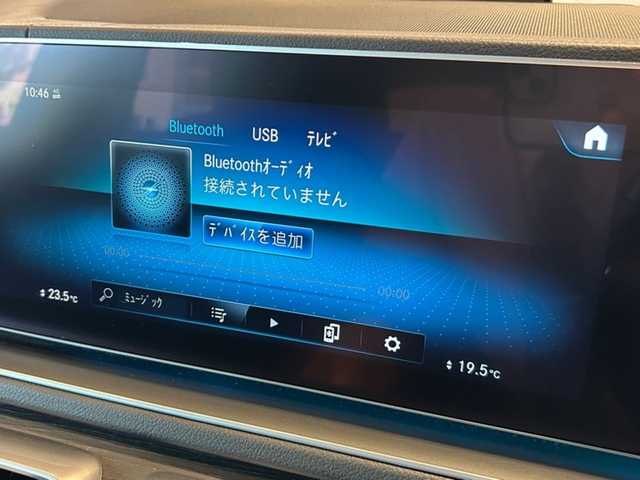 10:46 4G
Bluetooth USB ﾃﾚﾋﾞ
Bluetoothｵｰﾃﾞｨｵ
接続されていません
ﾃﾞﾊﾞｲｽを追加
00:00
00:00
23.5℃
ﾐｭｰｼﾞｯｸ
19.5℃